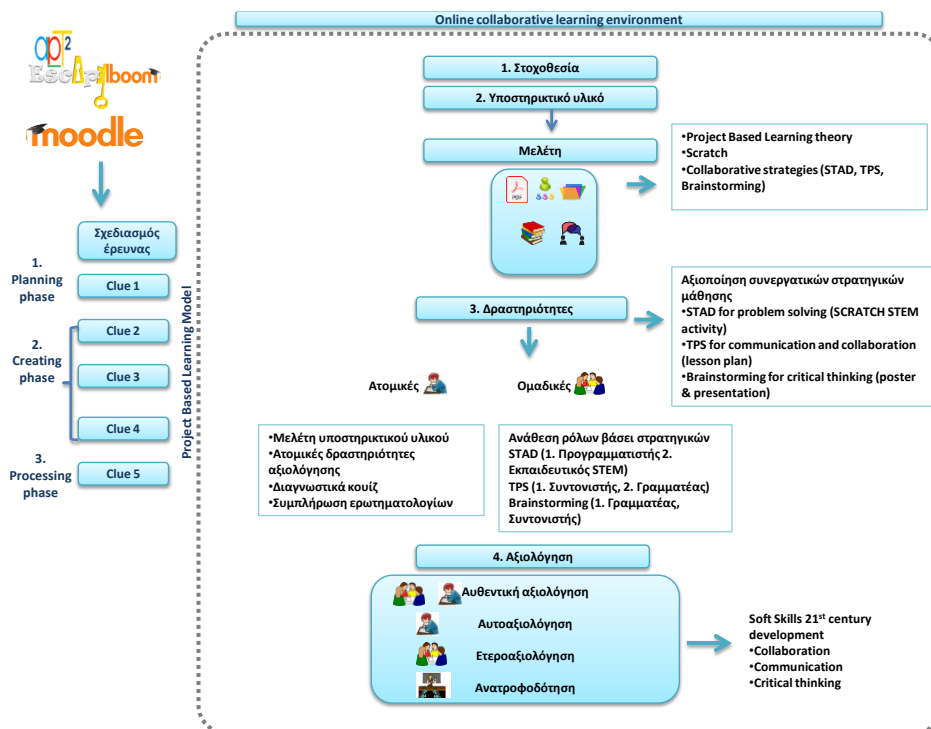 Online collaborative learning environment
apt2
Escape Room
moodle
Σχεδιασμός
έρευνας
1.
Planning
phase
Clue 1
2.
Creating
phase
Clue 2
Clue 3
Clue 4
3.
Processing
phase
Clue 5
Project Based Learning Model
1. Στοχοθεσία
2. Υποστηρικτικό υλικό
Μελέτη
PDF
•Project Based Learning theory
•Scratch
•Collaborative strategies (STAD, TPS,
Brainstorming)
3. Δραστηριότητες
Αξιοποίηση συνεργατικών στρατηγικών
μάθησης
•STAD for problem solving (SCRATCH STEM
activity)
•TPS for communication and collaboration
(lesson plan)
•Brainstorming for critical thinking (poster
& presentation)
Ατομικές
Ομαδικές
•Μελέτη υποστηρικτικού υλικού
•Ατομικές δραστηριότητες
αξιολόγησης
•Διαγνωστικά κουίζ
•Συμπλήρωση ερωτηματολογίων
Ανάθεση ρόλων βάσει στρατηγικών
STAD (1. Προγραμματιστής 2.
Εκπαιδευτικός STEM)
TPS (1. Συντονιστής, 2. Γραμματέας)
Brainstorming (1. Γραμματέας,
Συντονιστής)
4. Αξιολόγηση
Αυθεντική αξιολόγηση
Αυτοαξιολόγηση
Ετεροαξιολόγηση
Ανατροφοδότηση
Soft Skills 21st century
development
•Collaboration
•Communication
•Critical thinking